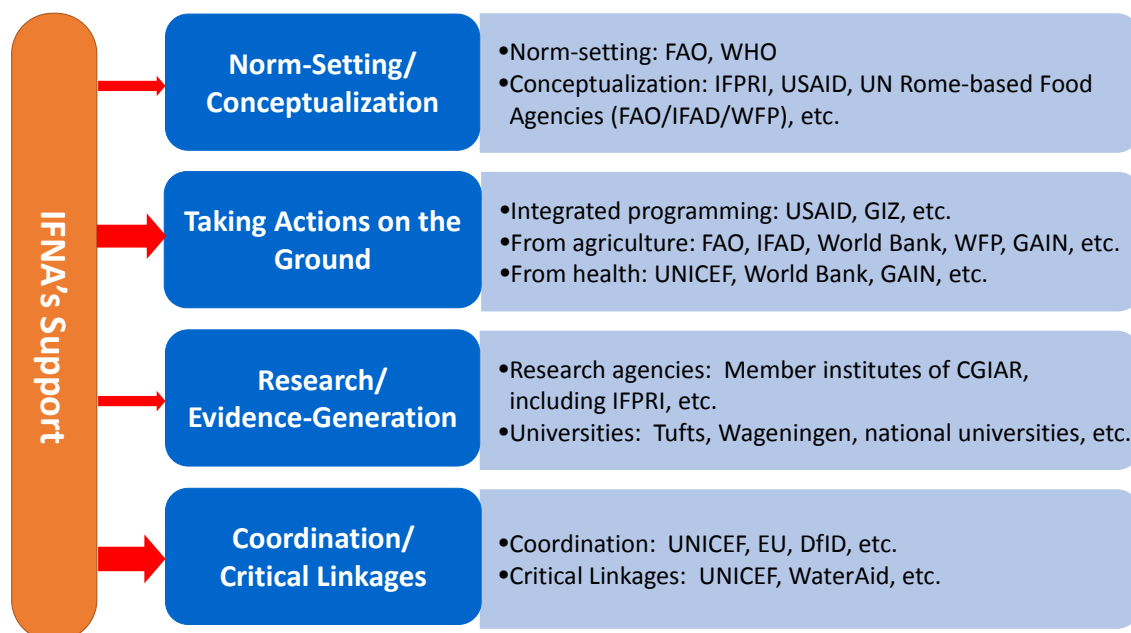 IFNA's Support
Norm-Setting/
Conceptualization
•Norm-setting: FAO, WHO
•Conceptualization: IFPRI, USAID, UN Rome-based Food
Agencies (FAO/IFAD/WFP), etc.
Taking Actions on the
Ground
•Integrated programming: USAID, GIZ, etc.
•From agriculture: FAO, IFAD, World Bank, WFP, GAIN, etc.
•From health: UNICEF, World Bank, GAIN, etc.
Research/
Evidence-Generation
•Research agencies:  Member institutes of CGIAR,
including IFPRI, etc.
•Universities:  Tufts, Wageningen, national universities, etc.
Coordination/
Critical Linkages
•Coordination:  UNICEF, EU, DfID, etc.
•Critical Linkages:  UNICEF, WaterAid, etc.